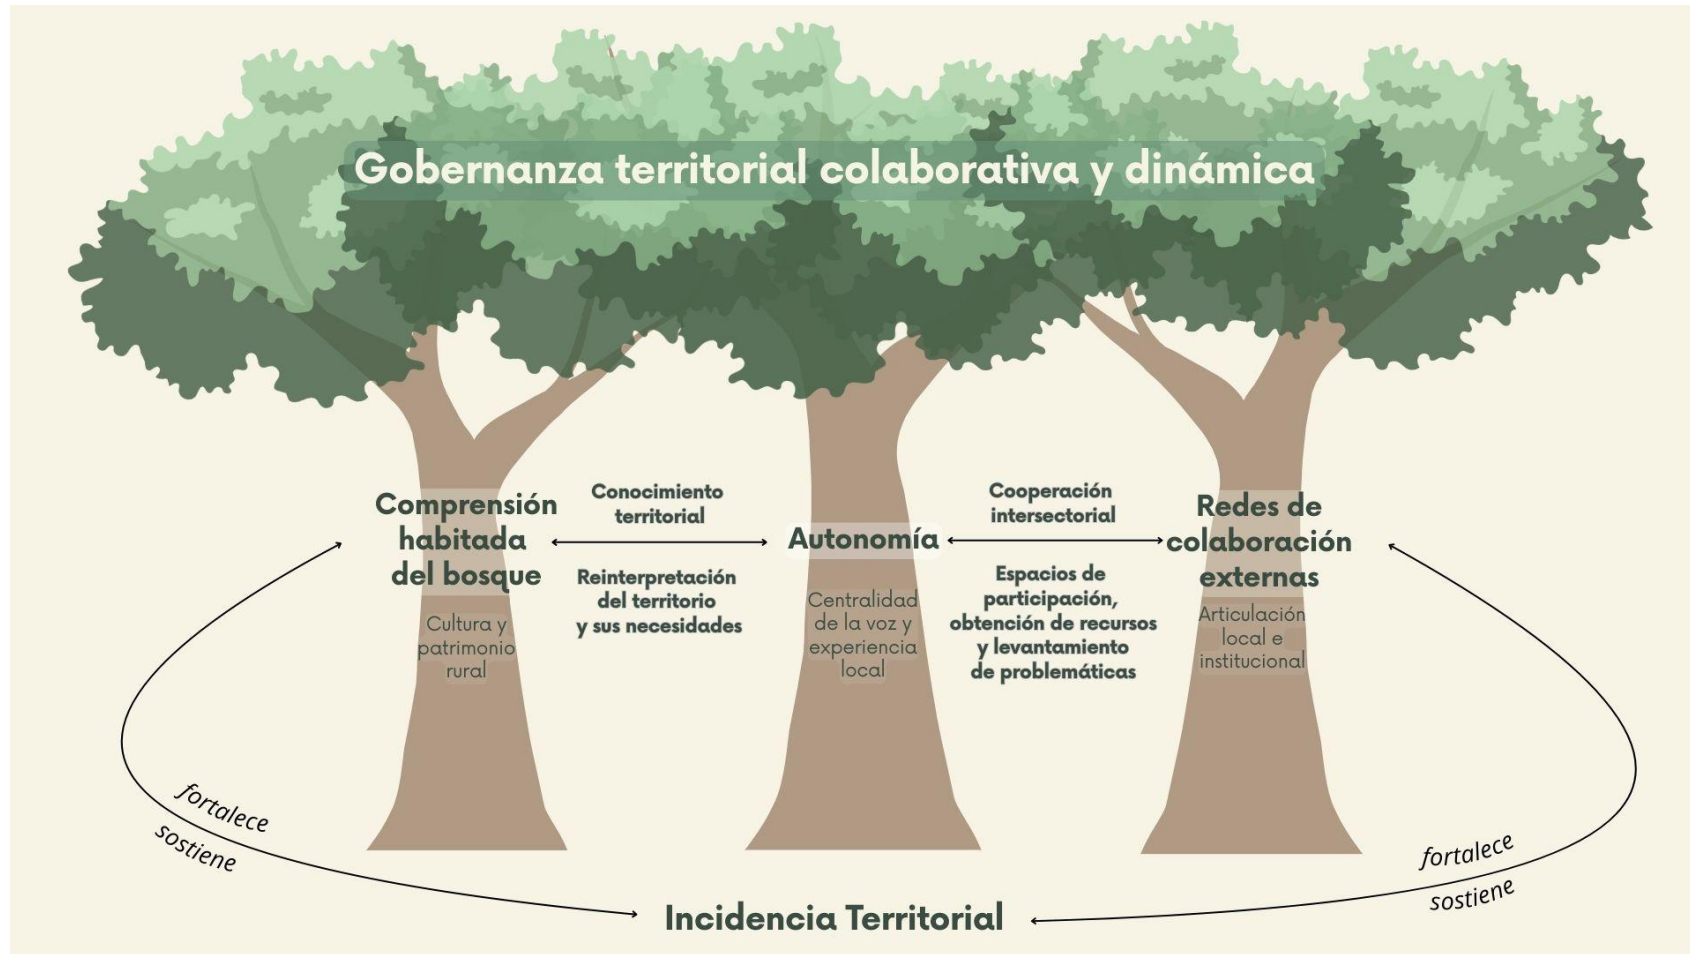 Gobernanza territorial colaborativa y dinámica
Comprensión
habitada
del bosque
Cultura y
patrimonio
rural
Conocimiento
territorial
Reinterpretación
del territorio
y sus necesidades
Autonomía
Centralidad
de la voz y
experiencia
local
Cooperación
intersectorial
Espacios de
participación,
obtención de recursos
y levantamiento
de problemáticas
Redes de
colaboración
externas
Articulación
local e
institucional
fortalece
sostiene
fortalece
sostiene
Incidencia Territorial